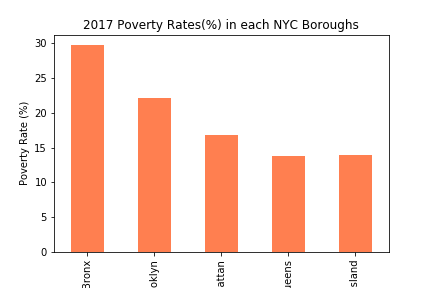 2017 Poverty Rates(%) in each NYC Boroughs
Poverty Rate (%)
30
25
20
15
10
5
0
Bronx
oklyn
attan
ueens
Island